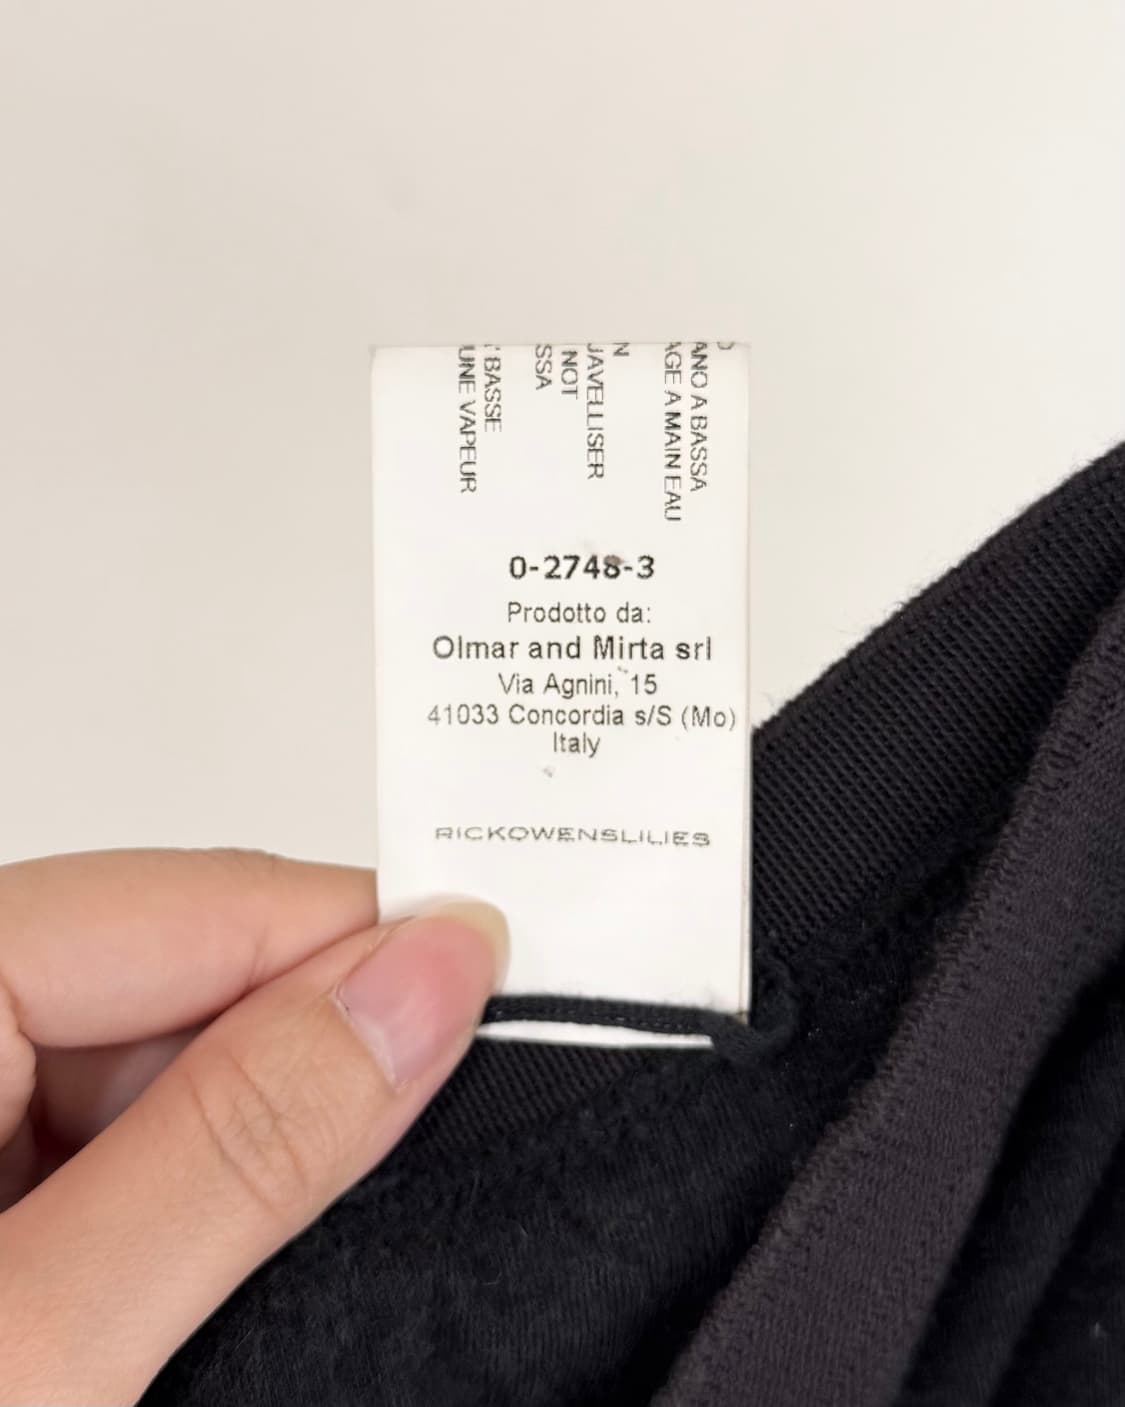 ANO A BASSA
AGE A MAIN EAU
N
JAVELLISER
NOT
SSA
' BASSE
UNE VAPEUR
0-2748-3
Prodotto da:
Olmar and Mirta srl
Via Agnini, 15
41033 Concordia s/S (Mo)
Italy
RICKOWENSLILIES